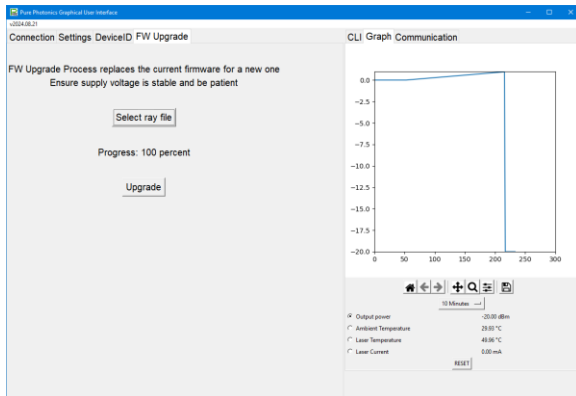 Pure Photonics Graphical User Interface
v2024.08.21
Connection Settings DeviceID FW Upgrade
CLI Graph Communication
FW Upgrade Process replaces the current firmware for a new one
Ensure supply voltage is stable and be patient
Select ray file
Progress: 100 percent
Upgrade
0.0
−2.5
−5.0
−7.5
−10.0
−12.5
−15.0
−17.5
−20.0
0 50 100 150 200 250 300
10 Minutes
Output power -20.00 dBm
Ambient Temperature 29.93 °C
Laser Temperature 49.86 °C
Laser Current 0.00 mA
RESET